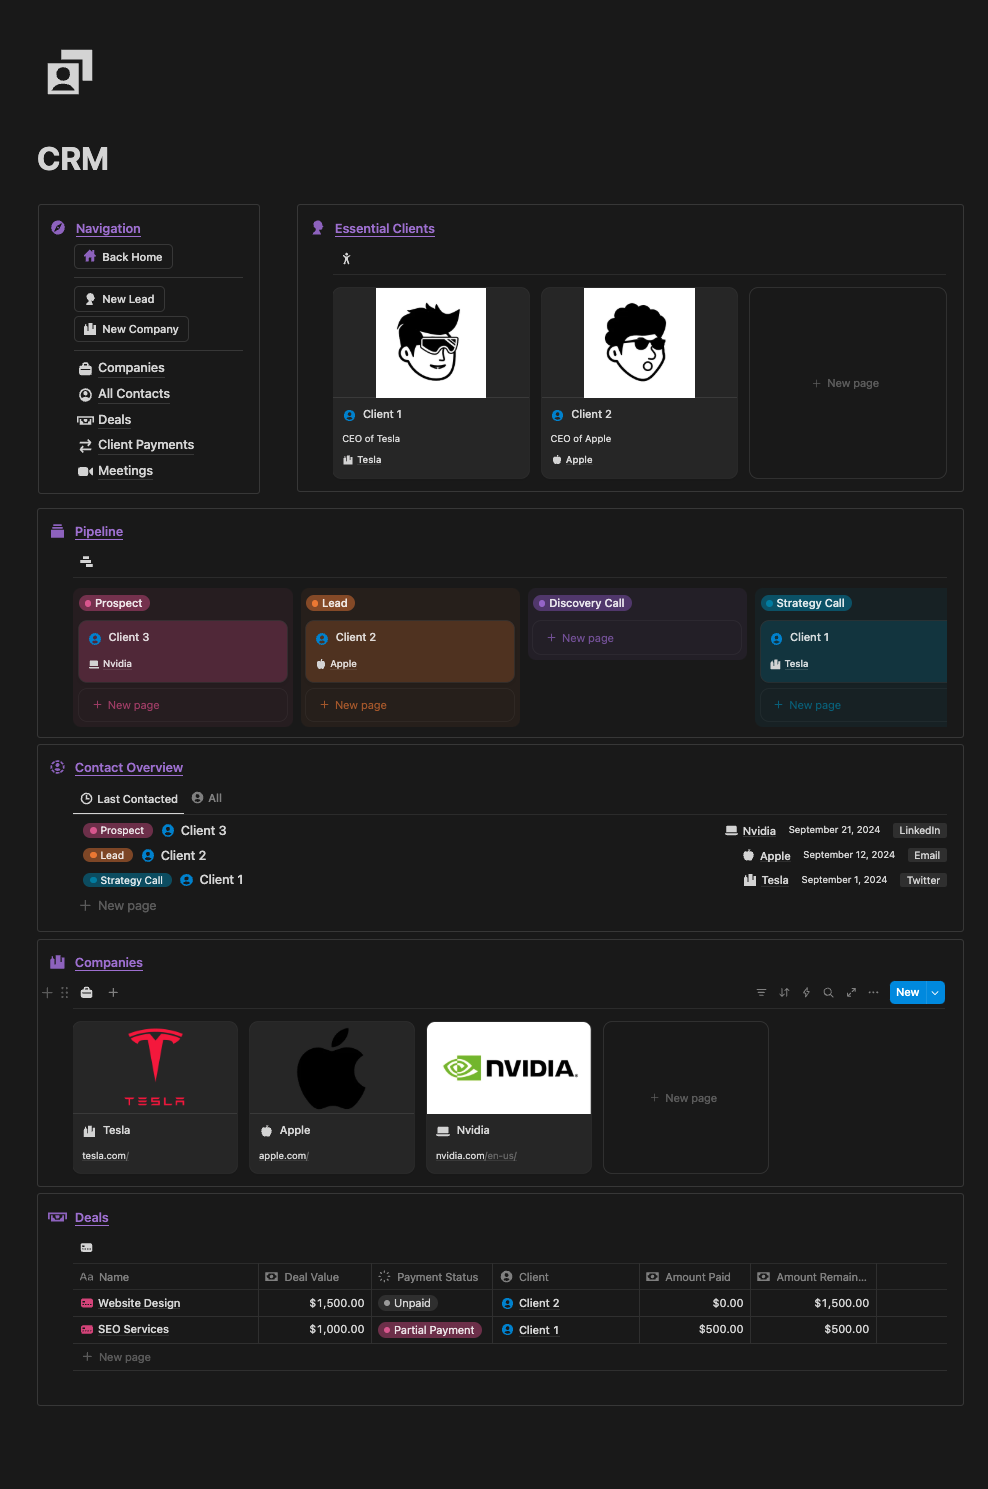 CRM
Navigation
Back Home
New Lead
New Company
Companies
All Contacts
Deals
Client Payments
Meetings
Essential Clients
Client 1
CEO of Tesla
Tesla
Client 2
CEO of Apple
Apple
+ New page
Pipeline
Prospect
Client 3
Nvidia
+ New page
Lead
Client 2
Apple
+ New page
Discovery Call
+ New page
Strategy Call
Client 1
Tesla
+ New page
Contact Overview
Last Contacted All
Prospect Client 3 Nvidia September 21, 2024 LinkedIn
Lead Client 2 Apple September 12, 2024 Email
Strategy Call Client 1 Tesla September 1, 2024 Twitter
+ New page
Companies
New
TESLA
Tesla
tesla.com/
Apple
apple.com/
NVIDIA.
Nvidia
nvidia.com/en-us/
+ New page
Deals
Aa Name Deal Value Payment Status Client Amount Paid Amount Remain...
Website Design $1,500.00 Unpaid Client 2 $0.00 $1,500.00
SEO Services $1,000.00 Partial Payment Client 1 $500.00 $500.00
+ New page